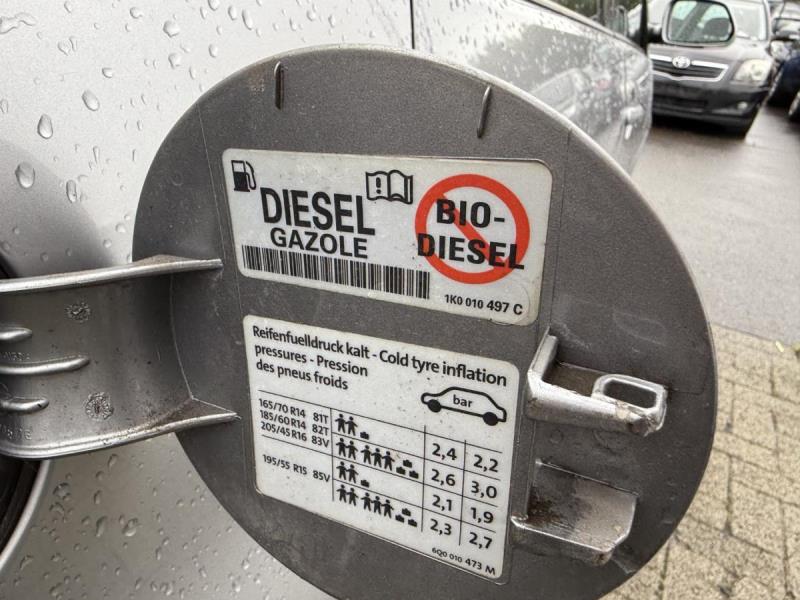 DIESEL
GAZOLE
BIO-
DIESEL
1K0 010 497 C
Reifenfuelldruck kalt - Cold tyre inflation
pressures - Pression
des pneus froids
bar
165/70 R14 81T
185/60 R14 82T
205/45 R16 83V
2,4 2,2
2,6 3,0
195/55 R15 85V
2,1 1,9
2,3 2,7
6Q0 010 473 M